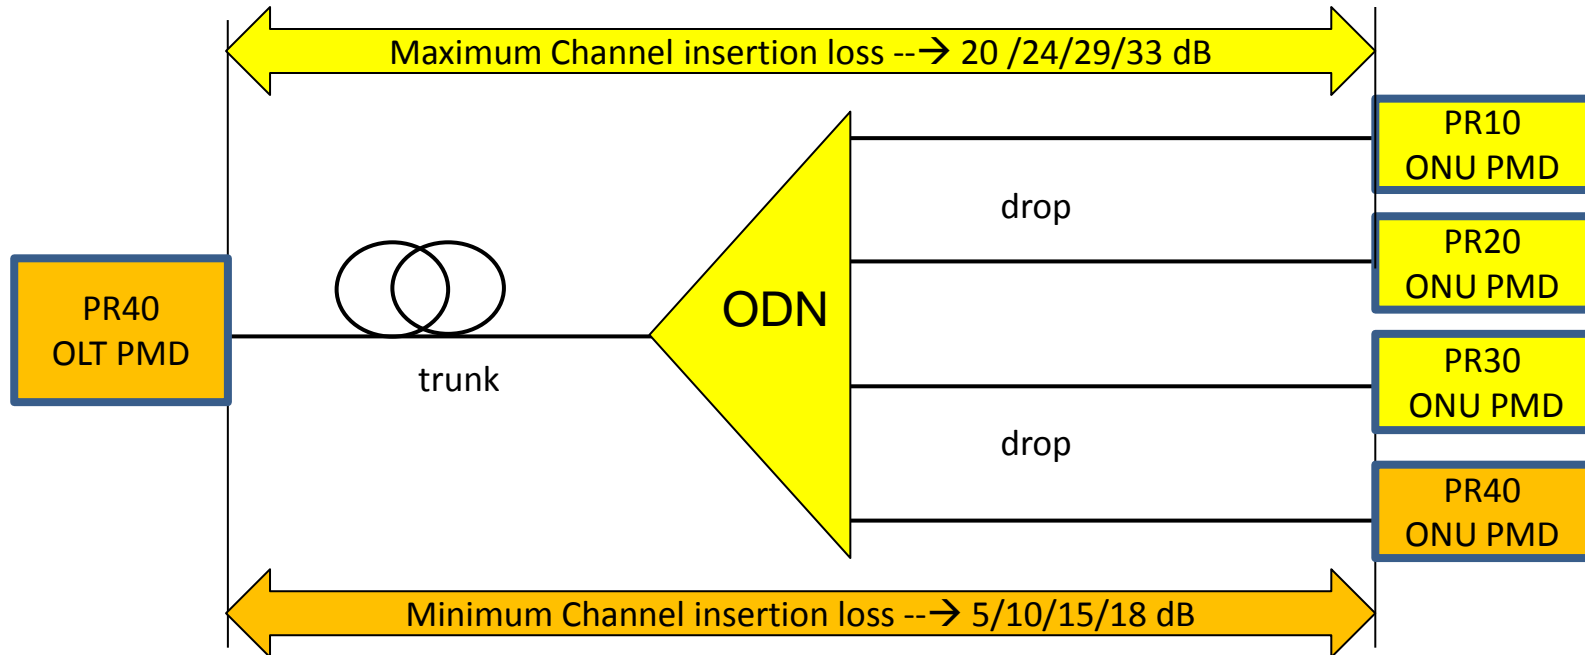 Maximum Channel insertion loss --→ 20 /24/29/33 dB
PR10
ONU PMD
drop
PR20
ONU PMD
PR40
OLT PMD
ODN
trunk
PR30
ONU PMD
drop
PR40
ONU PMD
Minimum Channel insertion loss --→ 5/10/15/18 dB